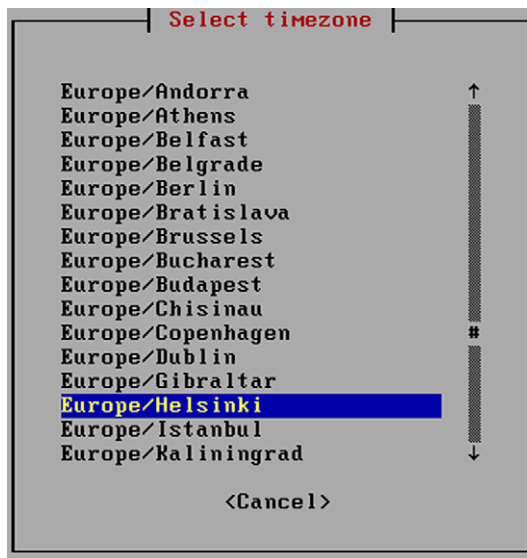 Select timezone
Europe/Andorra
Europe/Athens
Europe/Belfast
Europe/Belgrade
Europe/Berlin
Europe/Bratislava
Europe/Brussels
Europe/Bucharest
Europe/Budapest
Europe/Chisinau
Europe/Copenhagen
Europe/Dublin
Europe/Gibraltar
Europe/Helsinki
Europe/Istanbul
Europe/Kaliningrad
<Cancel>